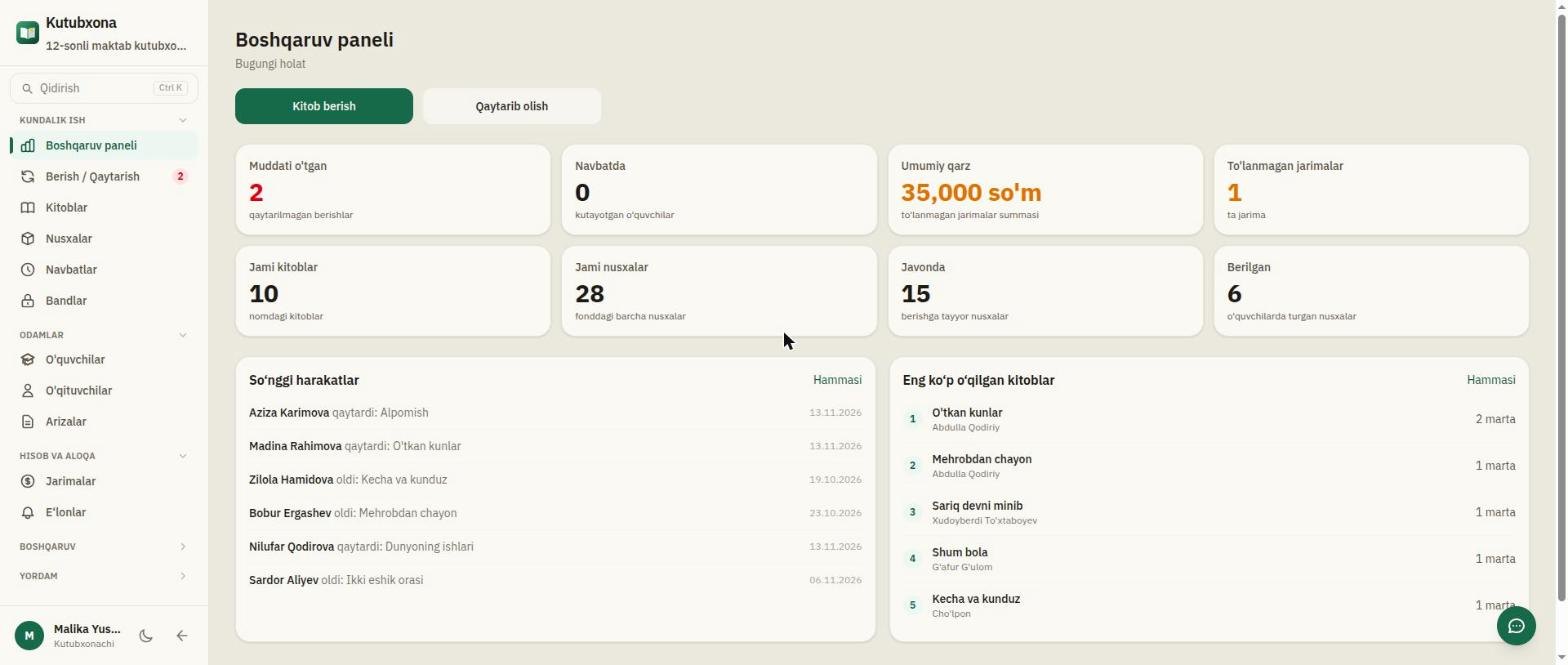 Kutubxona
12-sonli maktab kutubxo...
Qidirish
Ctrl K
KUNDALIK ISH
Boshqaruv paneli
Berish / Qaytarish
2
Kitoblar
Nusxalar
Navbatlar
Bandlar
ODAMLAR
O'quvchilar
O'qituvchilar
Arizalar
HISOB VA ALOQA
Jarimalar
E'lonlar
BOSHQARUV
YORDAM
M
Malika Yus...
Kutubxonachi
Boshqaruv paneli
Bugungi holat
Kitob berish
Qaytarib olish
Muddati o'tgan
2
qaytarilmagan berishlar
Navbatda
0
kutayotgan o'quvchilar
Umumiy qarz
35,000 so'm
to'lanmagan jarimalar summasi
To'lanmagan jarimalar
1
ta jarima
Jami kitoblar
10
nomdagi kitoblar
Jami nusxalar
28
fonddagi barcha nusxalar
Javonda
15
berishga tayyor nusxalar
Berilgan
6
o'quvchilarda turgan nusxalar
So‘nggi harakatlar
Hammasi
Aziza Karimova qaytardi: Alpomish
13.11.2026
Madina Rahimova qaytardi: O'tkan kunlar
13.11.2026
Zilola Hamidova oldi: Kecha va kunduz
19.10.2026
Bobur Ergashev oldi: Mehrobdan chayon
23.10.2026
Nilufar Qodirova qaytardi: Dunyoning ishlari
13.11.2026
Sardor Aliyev oldi: Ikki eshik orasi
06.11.2026
Eng ko‘p o‘qilgan kitoblar
Hammasi
1
O'tkan kunlar
Abdulla Qodiriy
2 marta
2
Mehrobdan chayon
Abdulla Qodiriy
1 marta
3
Sariq devni minib
Xudoyberdi To'xtaboyev
1 marta
4
Shum bola
G'afur G'ulom
1 marta
5
Kecha va kunduz
Cho'lpon
1 marta